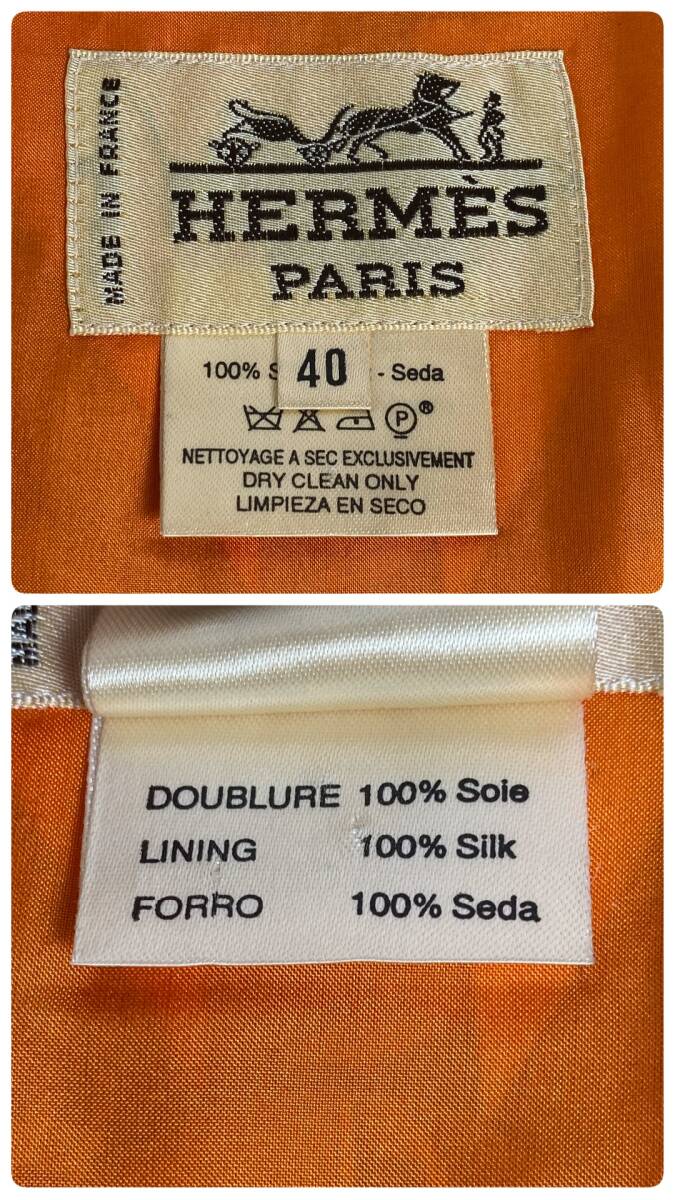 MADE IN FRANCE
HERMÈS
PARIS
40
100% - Seda
P®
NETTOYAGE A SEC EXCLUSIVEMENT
DRY CLEAN ONLY
LIMPIEZA EN SECO
DOUBLURE 100% Soie
LINING 100% Silk
FORRO 100% Seda